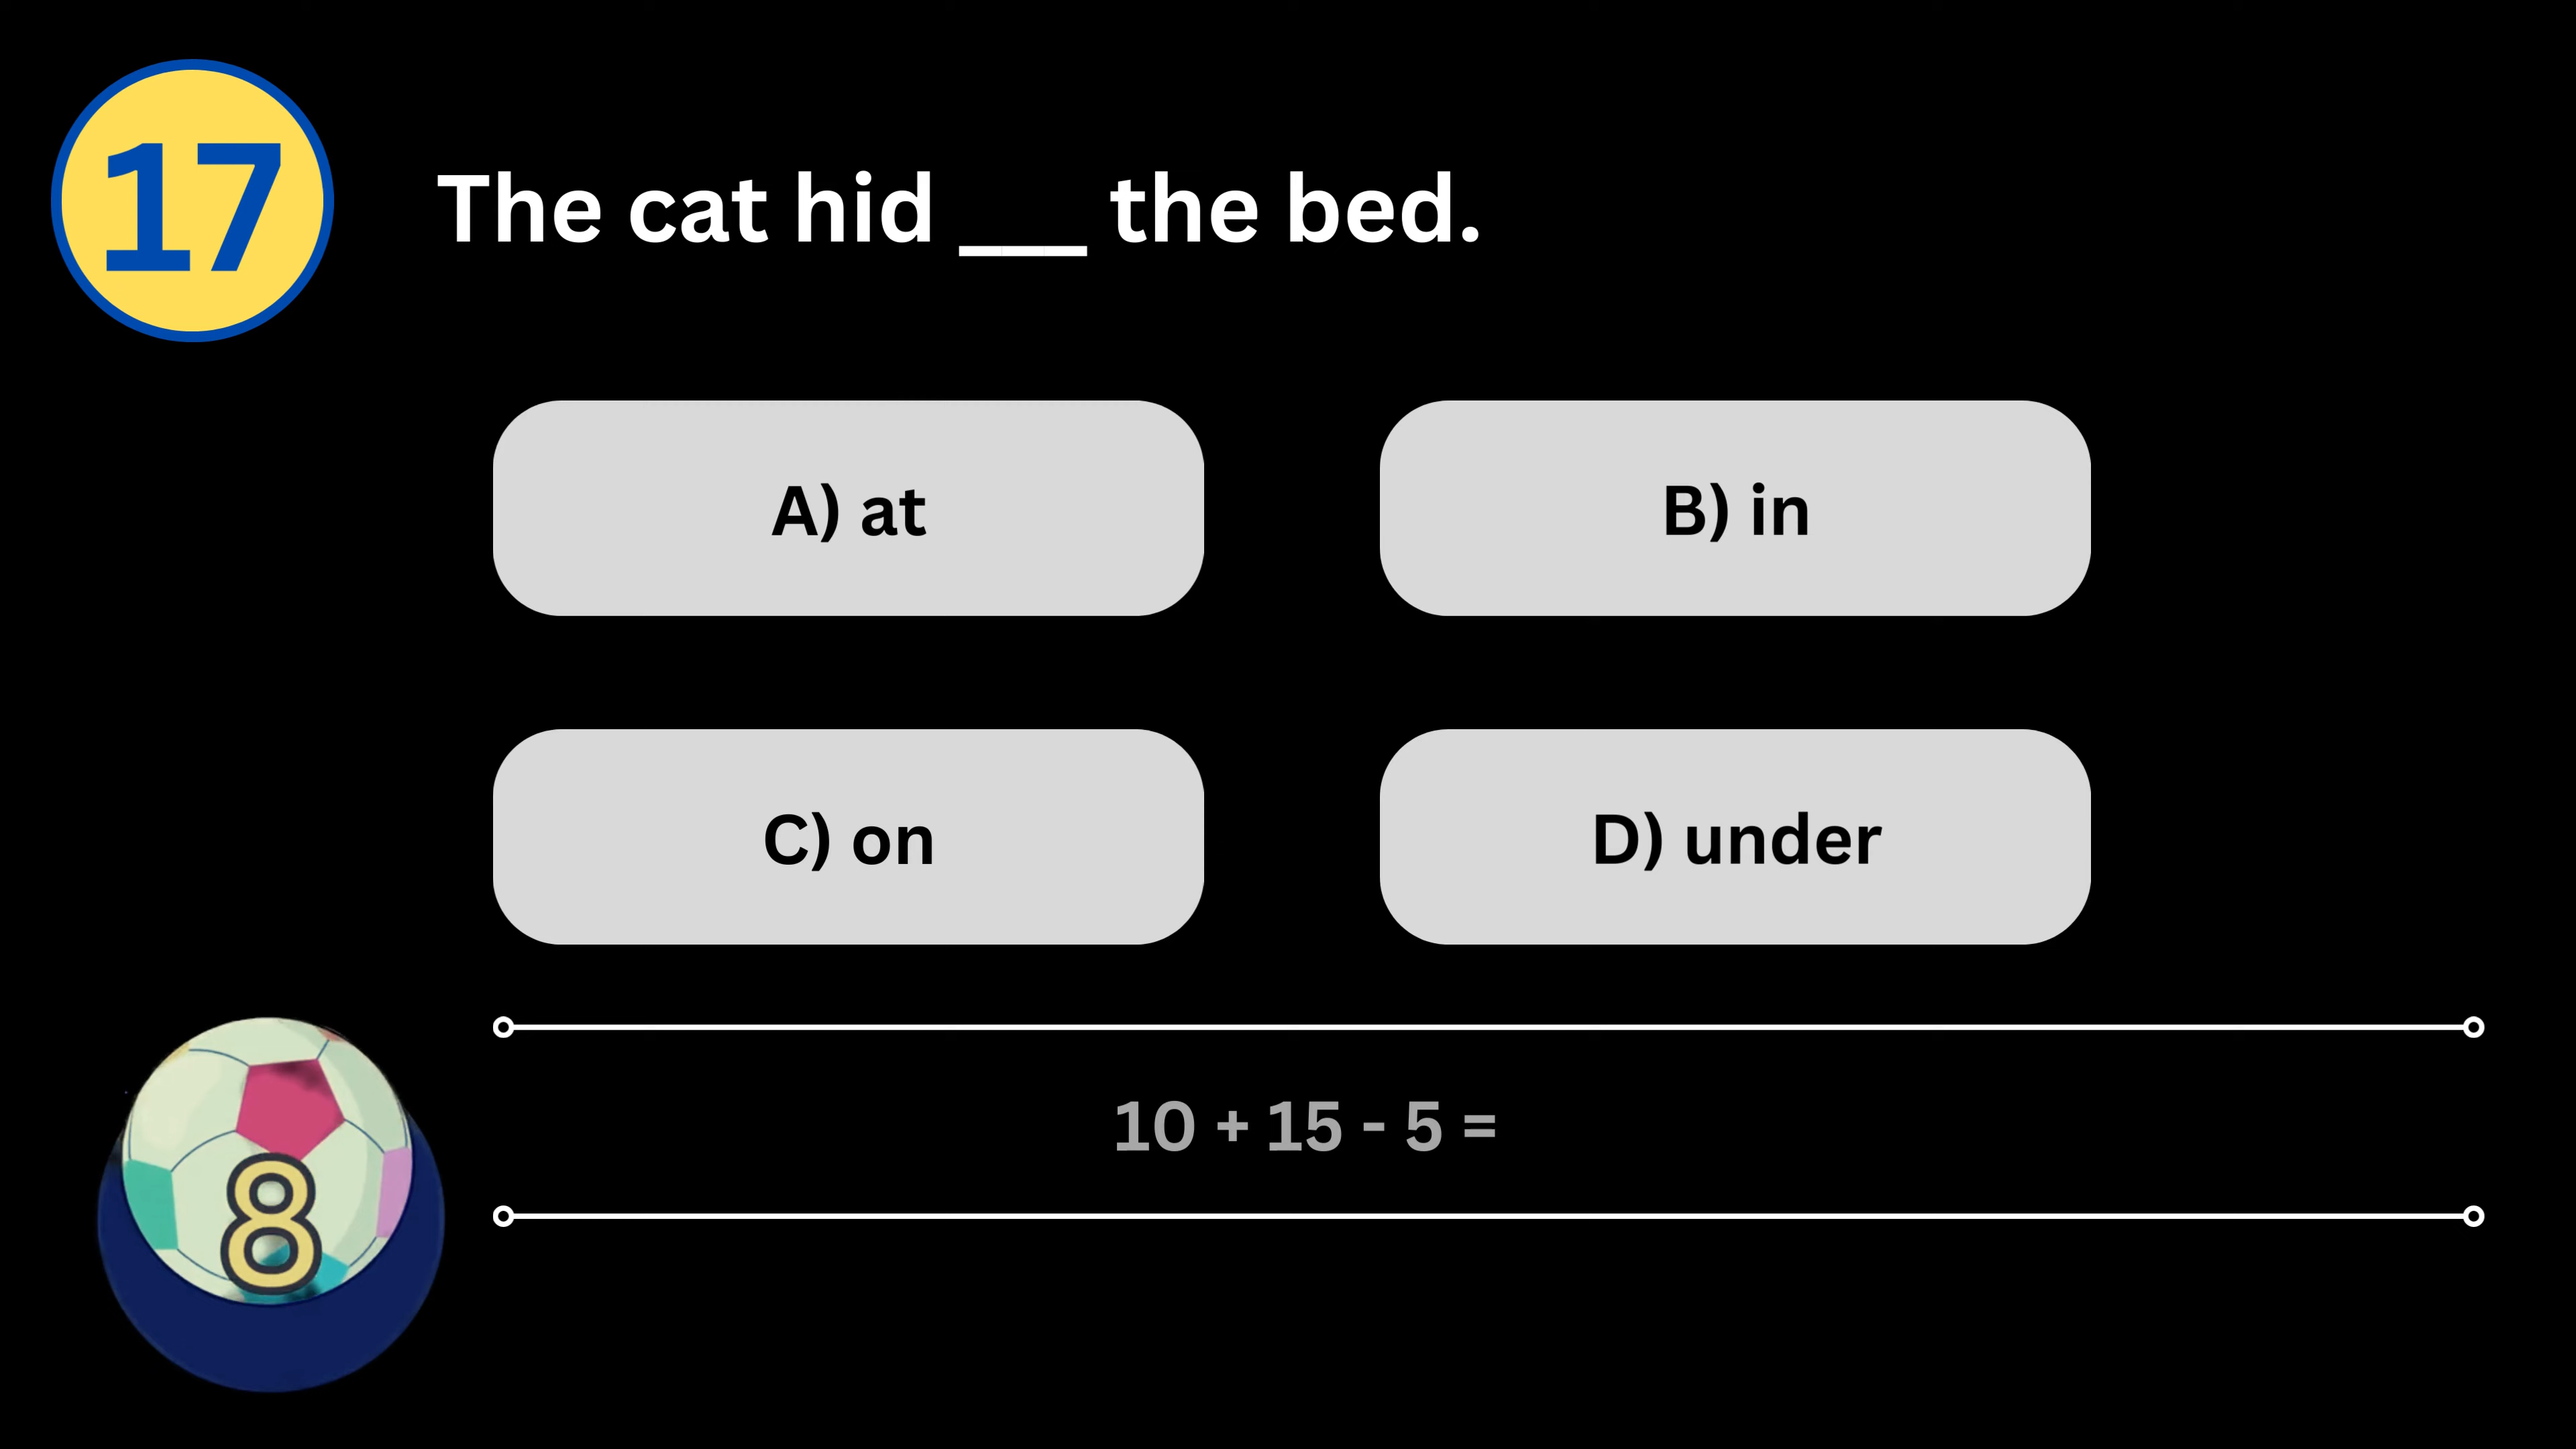 17
The cat hid ___ the bed.
A) at
B) in
C) on
D) under
10 + 15 - 5 =
8